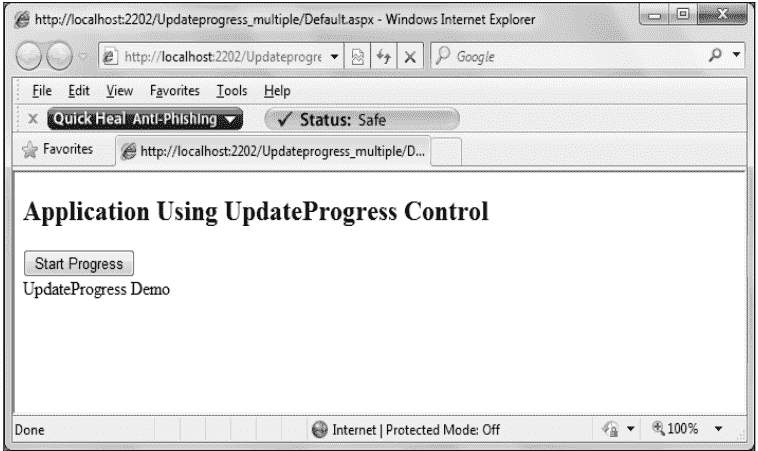 http://localhost:2202/Updateprogress_multiple/Default.aspx - Windows Internet Explorer
http://localhost:2202/Updateprogre
Google
File Edit View Favorites Tools Help
x Quick Heal Anti-Phishing Status: Safe
Favorites http://localhost:2202/Updateprogress_multiple/D...
Application Using UpdateProgress Control
Start Progress
UpdateProgress Demo
Done Internet | Protected Mode: Off 100%